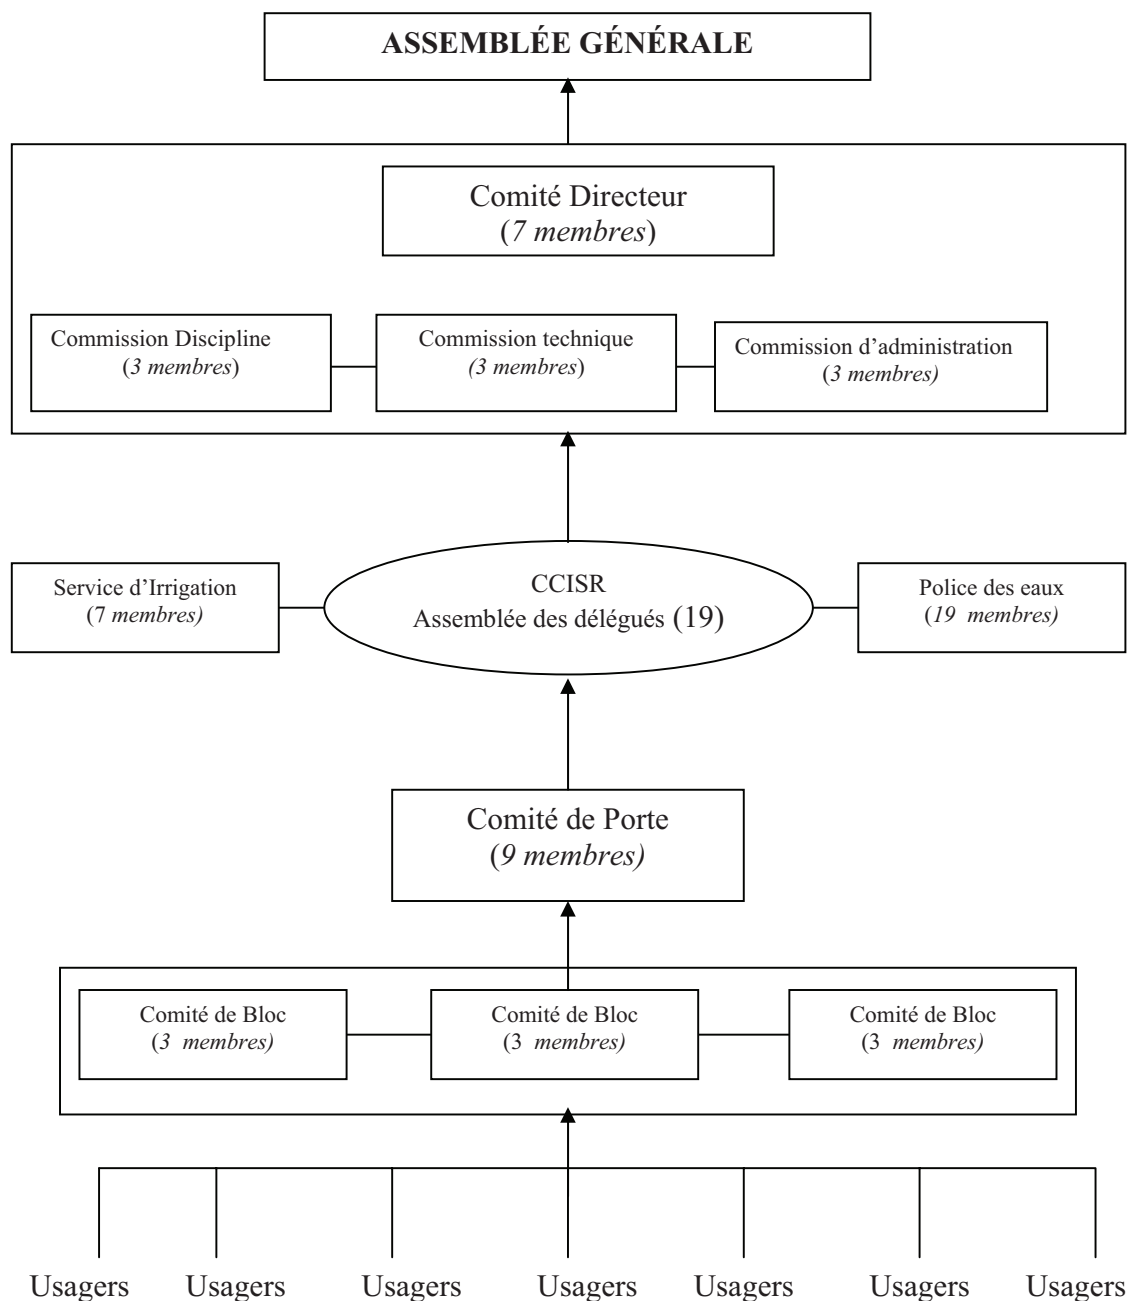 ASSEMBLÉE GÉNÉRALE
Comité Directeur
(7 membres)
Commission Discipline
(3 membres)
Commission technique
(3 membres)
Commission d’administration
(3 membres)
Service d’Irrigation
(7 membres)
CCISR
Assemblée des délégués (19)
Police des eaux
(19 membres)
Comité de Porte
(9 membres)
Comité de Bloc
(3 membres)
Comité de Bloc
(3 membres)
Comité de Bloc
(3 membres)
Usagers Usagers Usagers Usagers Usagers Usagers Usagers